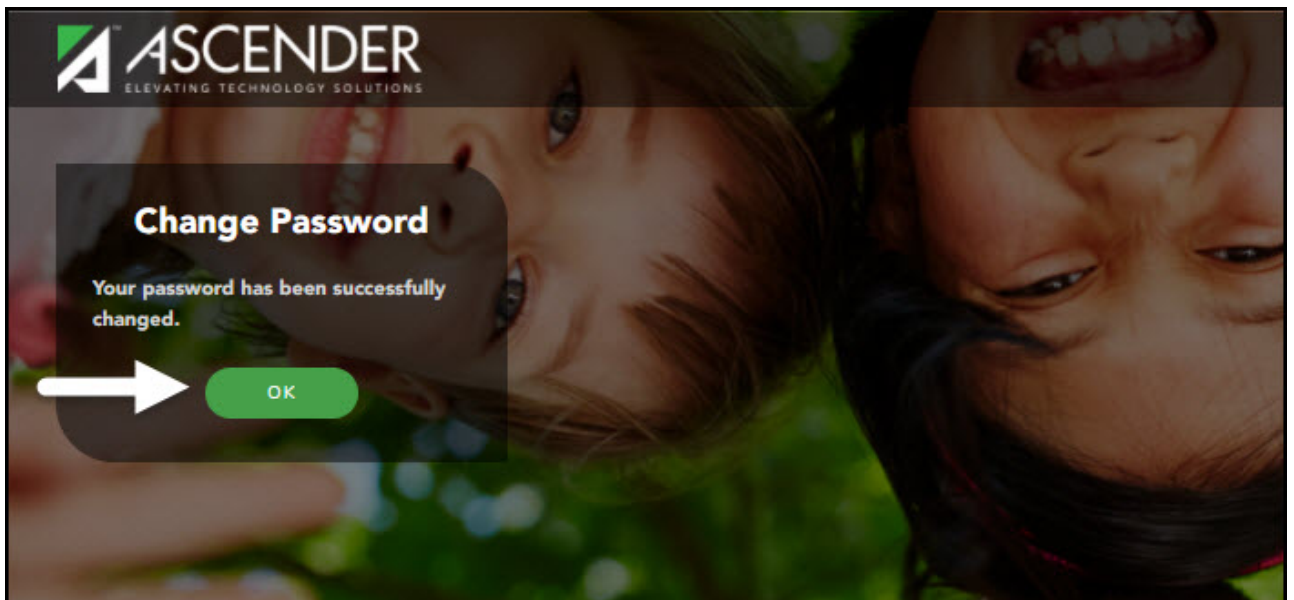 ASCENDER
ELEVATING TECHNOLOGY SOLUTIONS
Change Password
Your password has been successfully
changed.
OK